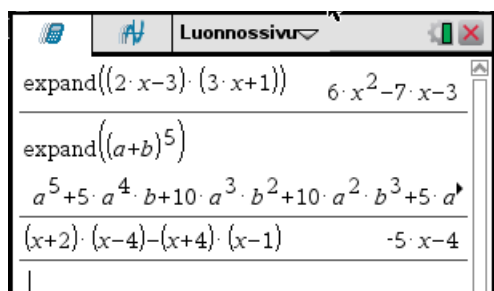 Luonnossivu
expand((2·x−3)·(3·x+1)) 6·x²−7·x−3
expand((a+b)⁵)
a⁵+5·a⁴·b+10·a³·b²+10·a²·b³+5·a
(x+2)·(x−4)−(x+4)·(x−1) -5·x−4